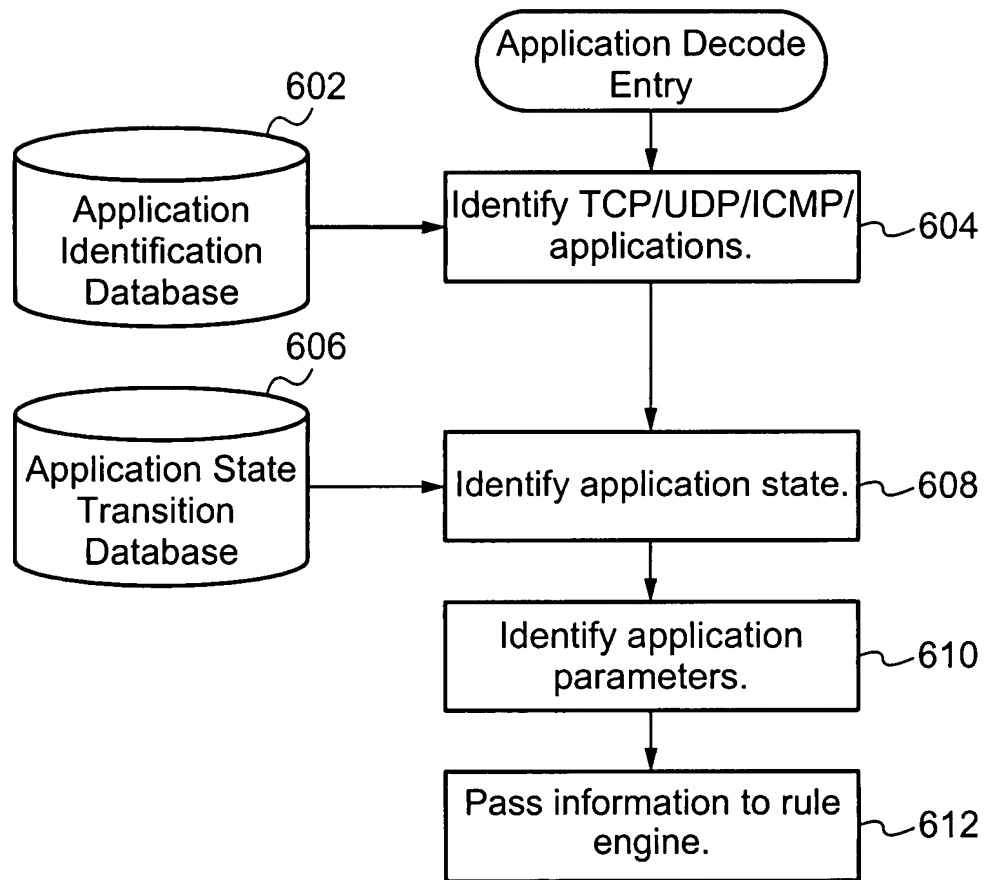 Application Decode
Entry
602
Application
Identification
Database
Identify TCP/UDP/ICMP/
applications.
604
606
Application State
Transition
Database
Identify application state.
608
Identify application
parameters.
610
Pass information to rule
engine.
612